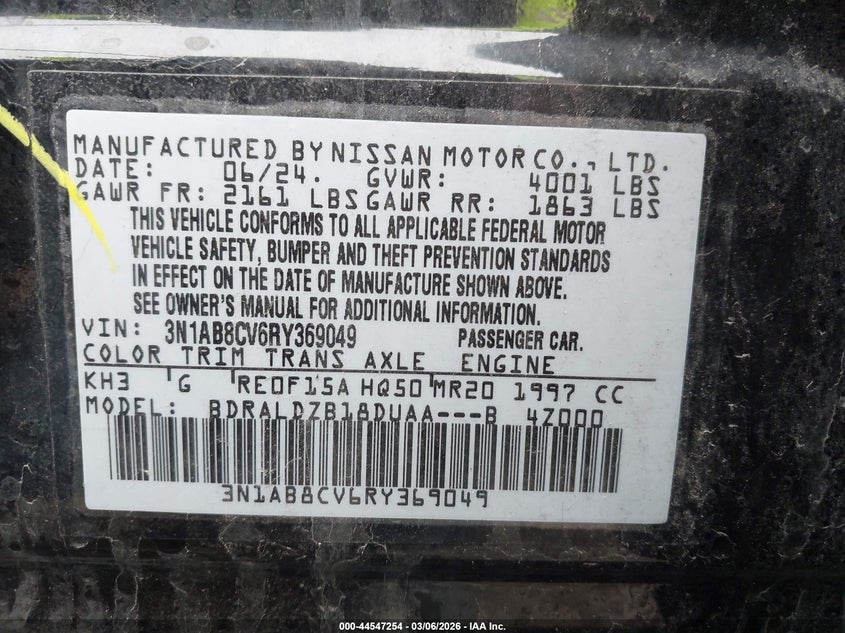 MANUFACTURED BY NISSAN MOTOR CO., LTD.
DATE: 06/24. GVWR: 4001 LBS
GAWR FR: 2161 LBS GAWR RR: 1863 LBS
THIS VEHICLE CONFORMS TO ALL APPLICABLE FEDERAL MOTOR
VEHICLE SAFETY, BUMPER AND THEFT PREVENTION STANDARDS
IN EFFECT ON THE DATE OF MANUFACTURE SHOWN ABOVE.
SEE OWNER'S MANUAL FOR ADDITIONAL INFORMATION.
VIN: 3N1AB8CV6RY369049 PASSENGER CAR.
COLOR TRIM TRANS AXLE ENGINE
KH3 G RE0F15A HQ50 MR20 1997 CC
MODEL: BDRALDZB18DUAA---B 4Z000
3N1AB8CV6RY369049
000-44547254 - 03/06/2026 - IAA Inc.